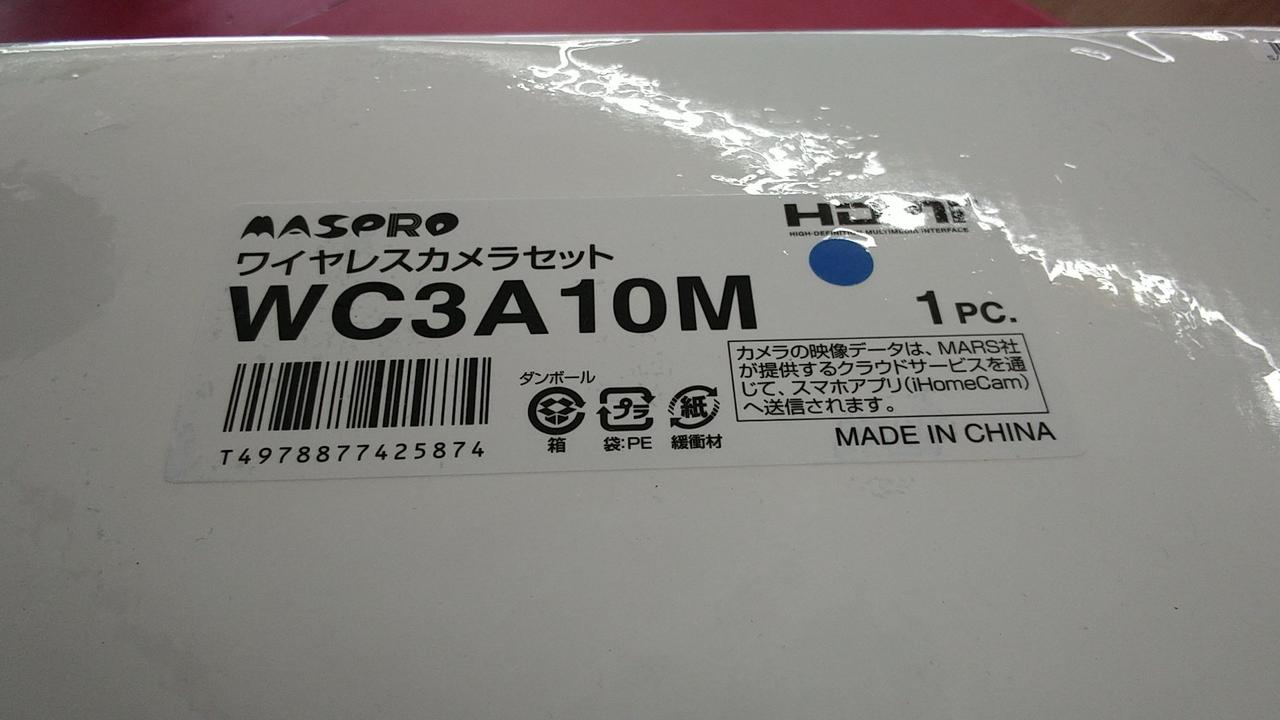 MASPRO
ワイヤレスカメラセット
WC3A10M
HIGH-DEFINITION MULTIMEDIA INTERFACE
1 PC.
T4978877425874
ダンボール
箱
プラ
袋:PE
紙
緩衝材
カメラの映像データは、MARS社
が提供するクラウドサービスを通
じて、スマホアプリ(iHomeCam)
へ送信されます。
MADE IN CHINA